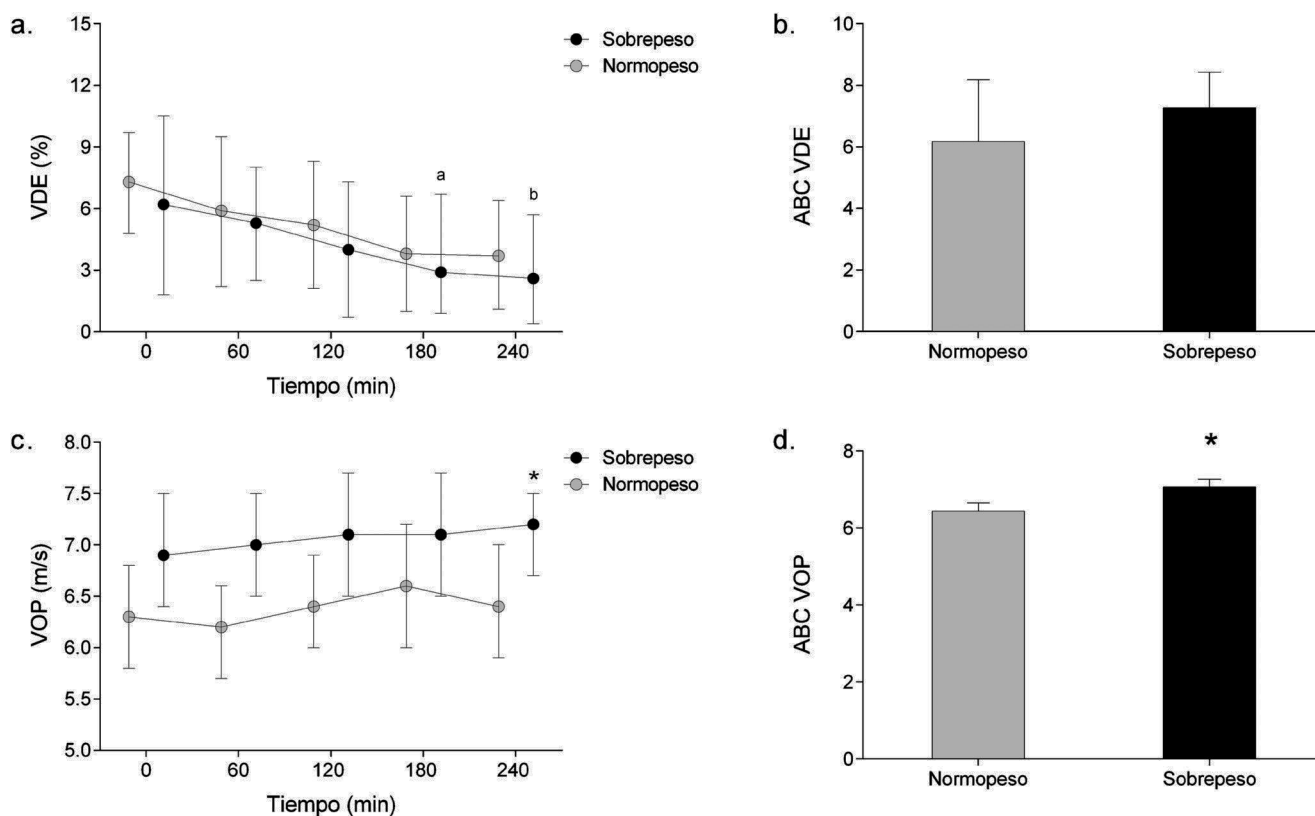 a.
15
12
9
6
3
0
VDE (%)
Sobrepeso
Normopeso
a
b
0 60 120 180 240
Tiempo (min)
b.
10
8
6
4
2
0
ABC VDE
Normopeso Sobrepeso
c.
8.0
7.5
7.0
6.5
6.0
5.5
5.0
VOP (m/s)
Sobrepeso
Normopeso
*
0 60 120 180 240
Tiempo (min)
d.
8
6
4
2
0
ABC VOP
*
Normopeso Sobrepeso